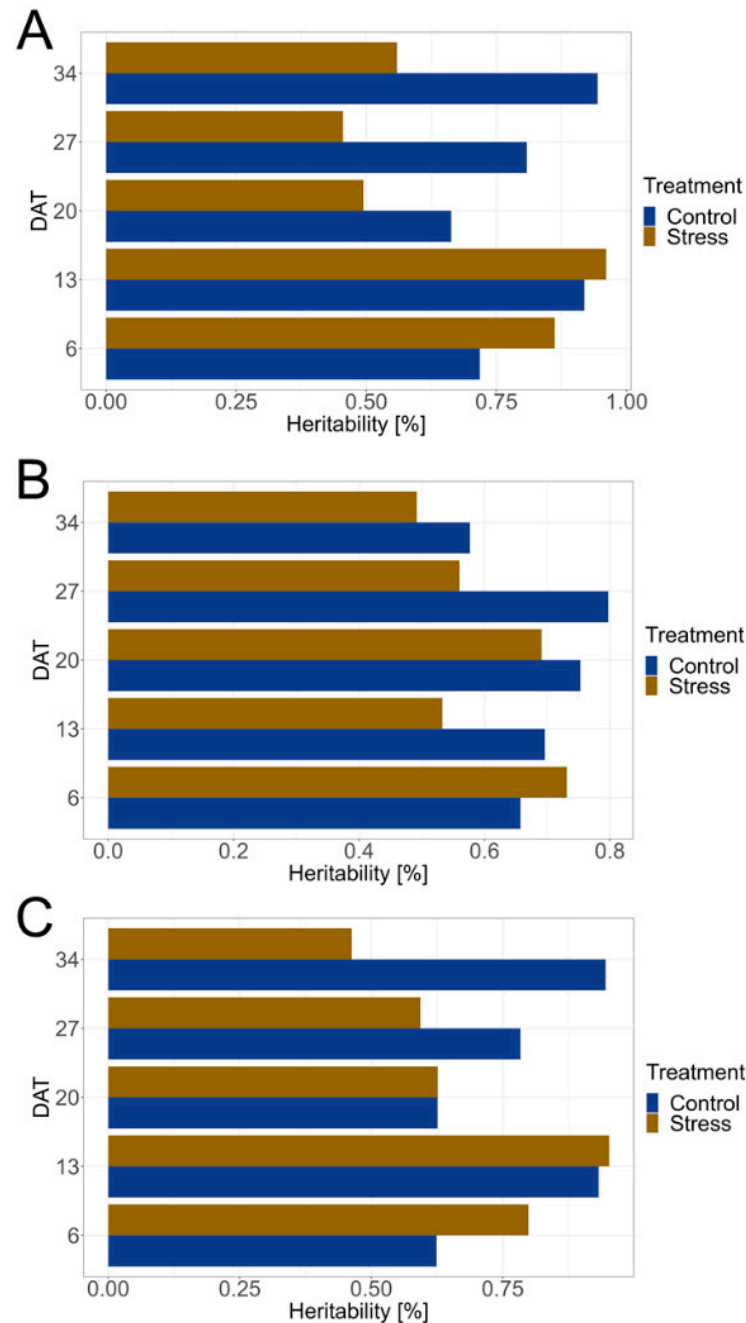 A
34
27
20
13
6
DAT
0.00 0.25 0.50 0.75 1.00
Heritability [%]
Treatment
Control
Stress
B
34
27
20
13
6
DAT
0.0 0.2 0.4 0.6 0.8
Heritability [%]
Treatment
Control
Stress
C
34
27
20
13
6
DAT
0.00 0.25 0.50 0.75
Heritability [%]
Treatment
Control
Stress